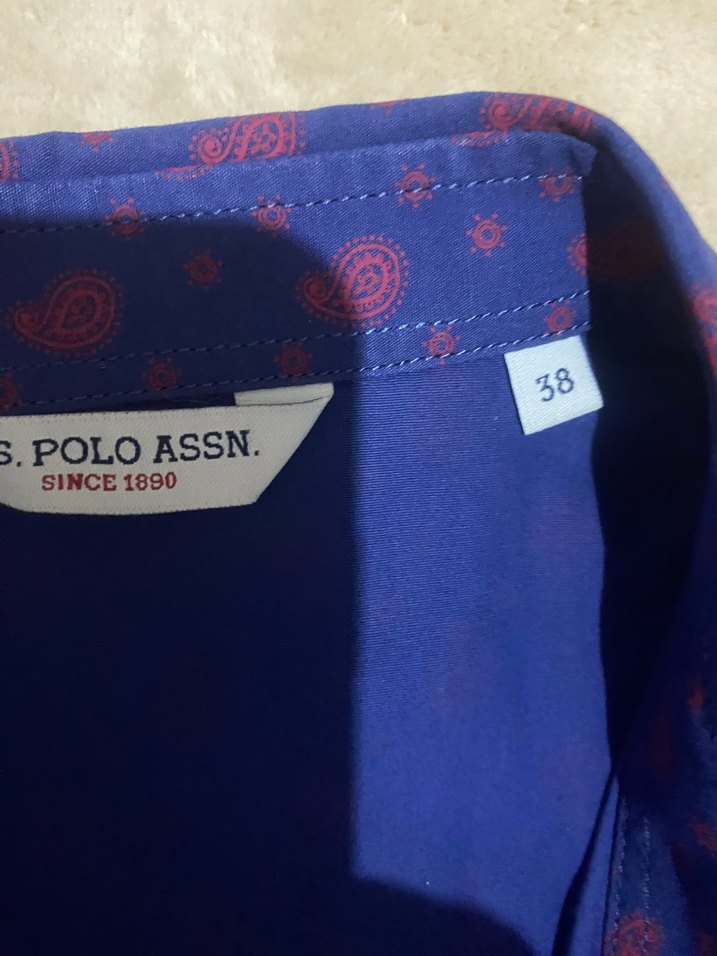 S. POLO ASSN.
SINCE 1890
38